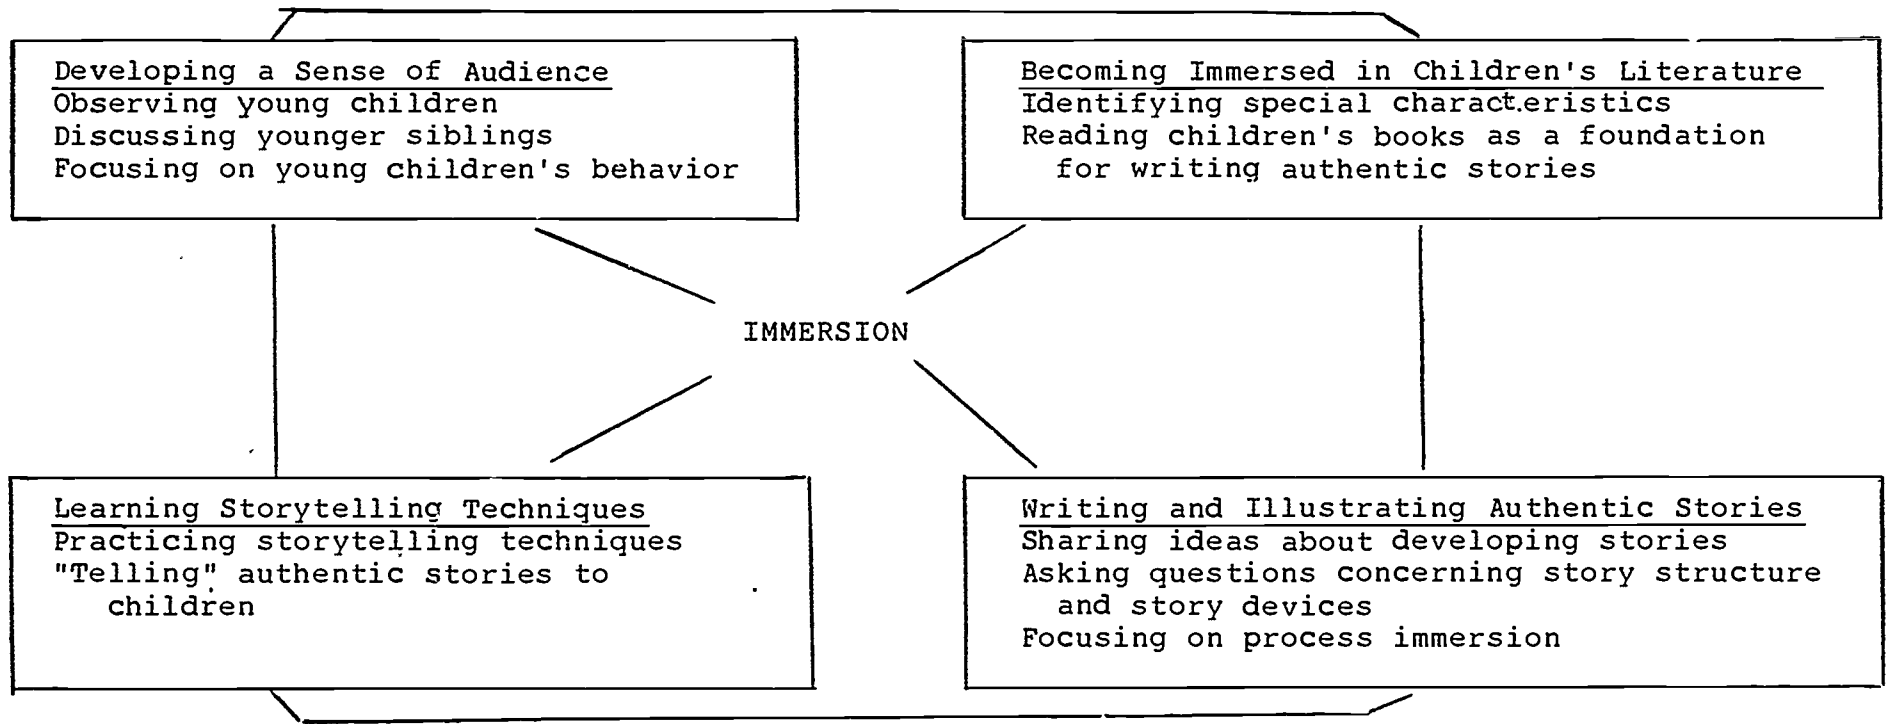 Developing a Sense of Audience
Observing young children
Discussing younger siblings
Focusing on young children's behavior
Becoming Immersed in Children's Literature
Identifying special characteristics
Reading children's books as a foundation
for writing authentic stories
IMMERSION
Learning Storytelling Techniques
Practicing storytelling techniques
"Telling" authentic stories to
children
Writing and Illustrating Authentic Stories
Sharing ideas about developing stories
Asking questions concerning story structure
and story devices
Focusing on process immersion